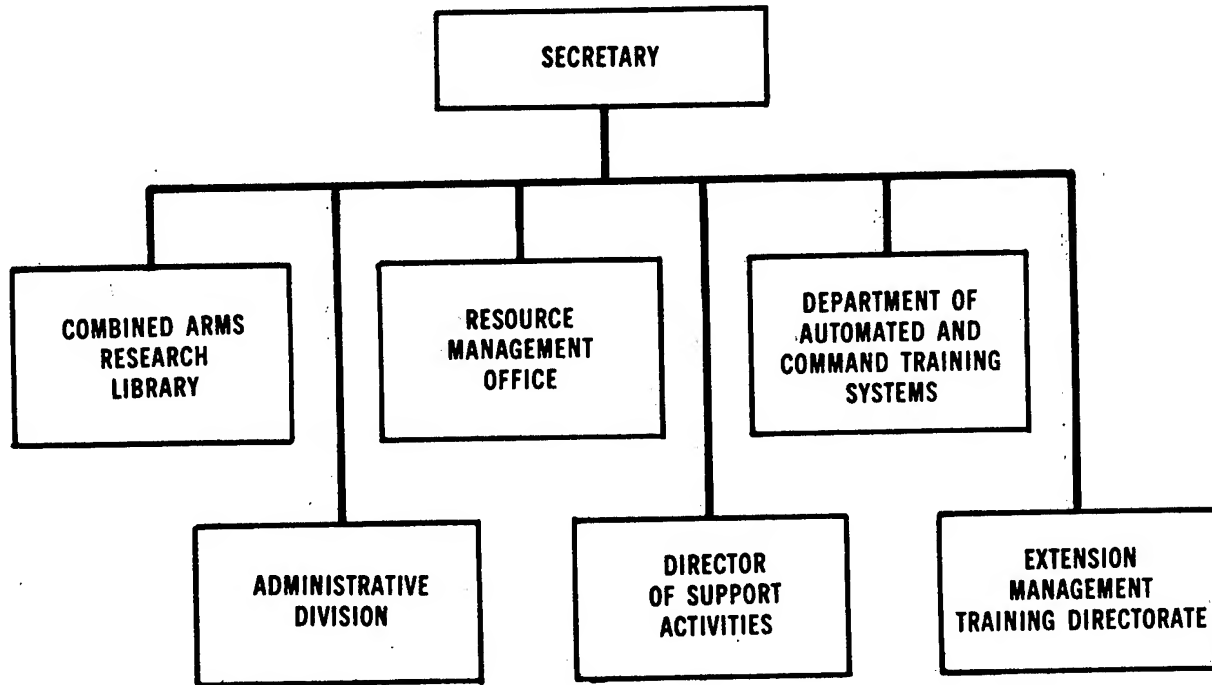 SECRETARY
COMBINED ARMS
RESEARCH
LIBRARY
RESOURCE
MANAGEMENT
OFFICE
DEPARTMENT OF
AUTOMATED AND
COMMAND TRAINING
SYSTEMS
ADMINISTRATIVE
DIVISION
DIRECTOR
OF SUPPORT
ACTIVITIES
EXTENSION
MANAGEMENT
TRAINING DIRECTORATE